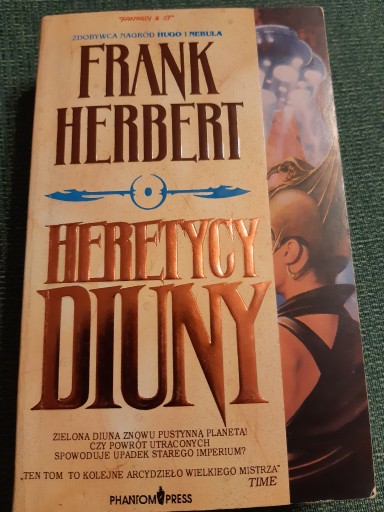 "FANTASY & SF"
ZDOBYWCA NAGRÓD HUGO I NEBULA
FRANK
HERBERT
HERETYCY
DIUNY
ZIELONA DIUNA ZNOWU PUSTYNNĄ PLANETĄ!
CZY POWRÓT UTRACONYCH
SPOWODUJE UPADEK STAREGO IMPERIUM?
„TEN TOM TO KOLEJNE ARCYDZIEŁO WIELKIEGO MISTRZA"
TIME
PHANTOM PRESS